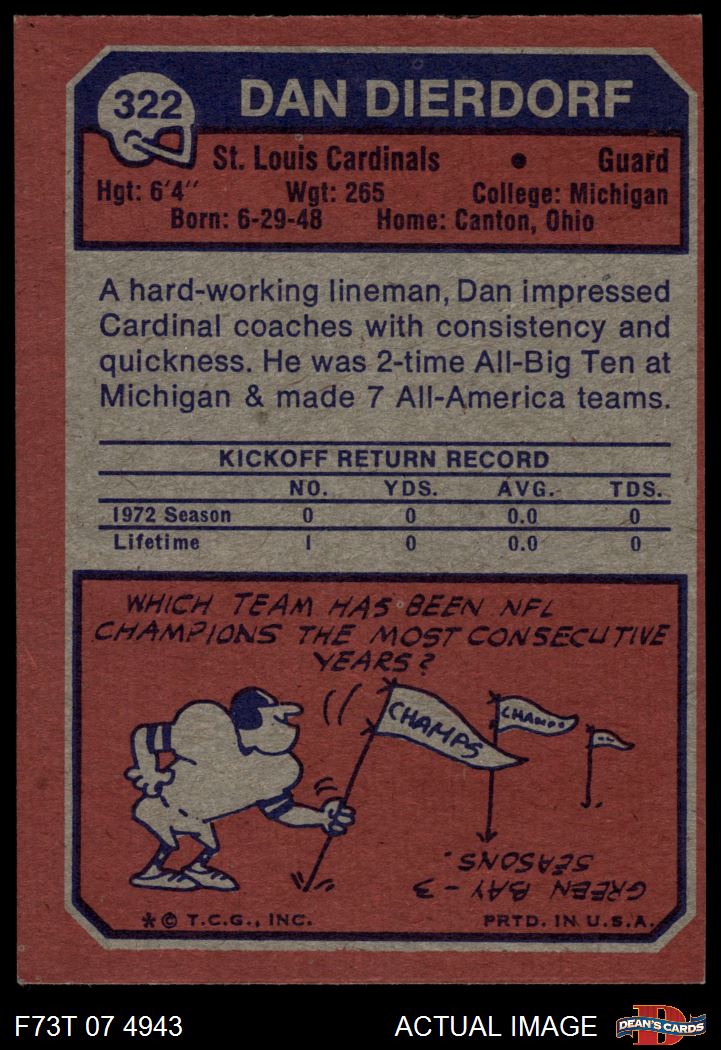 322
DAN DIERDORF
St. Louis Cardinals • Guard
Hgt: 6'4" Wgt: 265 College: Michigan
Born: 6-29-48 Home: Canton, Ohio
A hard-working lineman, Dan impressed
Cardinal coaches with consistency and
quickness. He was 2-time All-Big Ten at
Michigan & made 7 All-America teams.
KICKOFF RETURN RECORD
NO. YDS. AVG. TDS.
1972 Season 0 0 0.0 0
Lifetime 1 0 0.0 0
WHICH TEAM HAS BEEN NFL
CHAMPIONS THE MOST CONSECUTIVE
YEARS?
CHAMPS
CHAMPS
GREEN BAY - 3
SEASONS.
* © T.C.G., INC. PRTD. IN U.S.A.
F73T 07 4943 ACTUAL IMAGE
D
DEAN'S CARDS